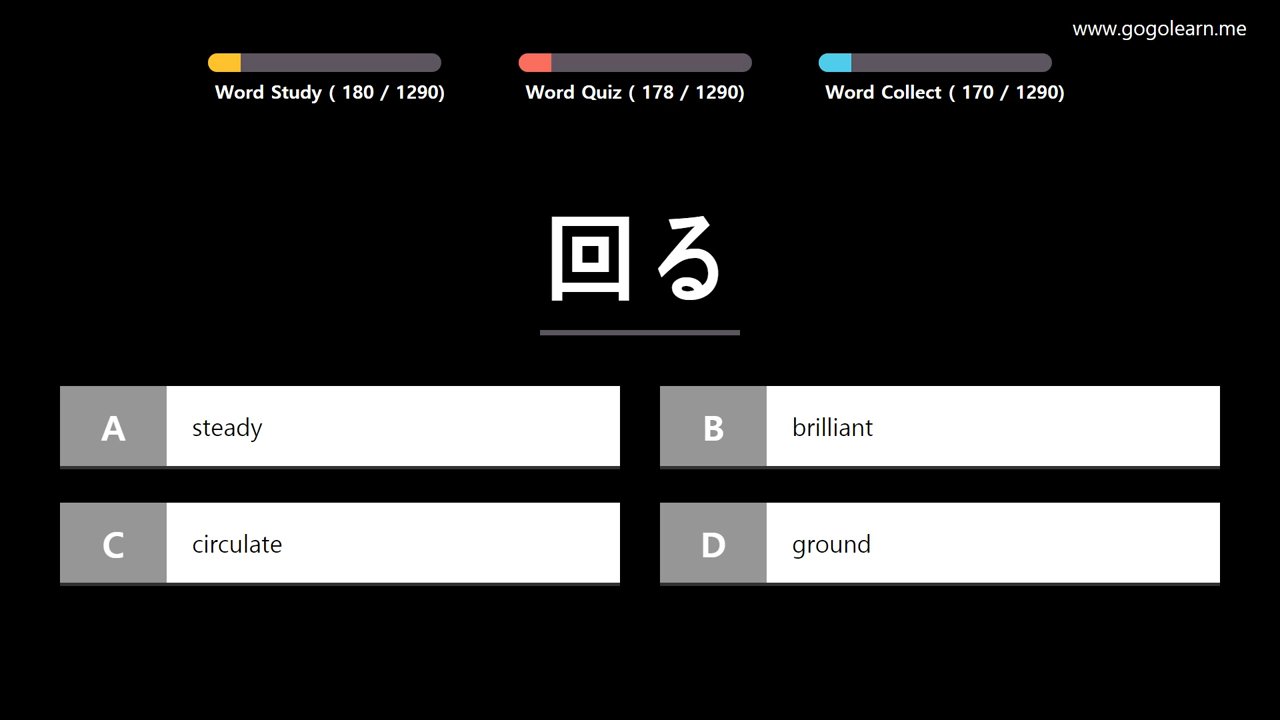 www.gogolearn.me
Word Study ( 180 / 1290)
Word Quiz ( 178 / 1290)
Word Collect ( 170 / 1290)
回る
A steady
B brilliant
C circulate
D ground